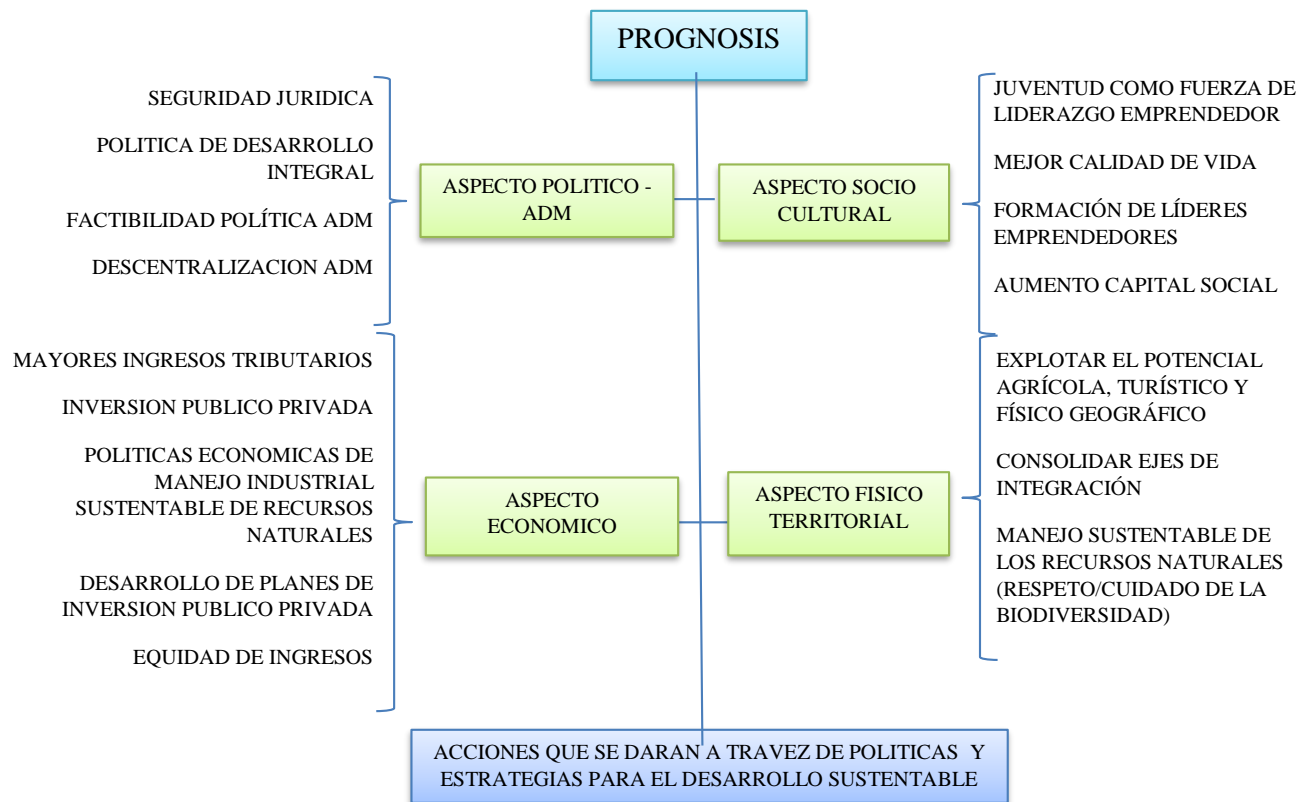 PROGNOSIS
SEGURIDAD JURIDICA
POLITICA DE DESARROLLO
INTEGRAL
FACTIBILIDAD POLÍTICA ADM
DESCENTRALIZACION ADM
ASPECTO POLITICO -
ADM
ASPECTO SOCIO
CULTURAL
JUVENTUD COMO FUERZA DE
LIDERAZGO EMPRENDEDOR
MEJOR CALIDAD DE VIDA
FORMACIÓN DE LÍDERES
EMPRENDEDORES
AUMENTO CAPITAL SOCIAL
MAYORES INGRESOS TRIBUTARIOS
INVERSION PUBLICO PRIVADA
POLITICAS ECONOMICAS DE
MANEJO INDUSTRIAL
SUSTENTABLE DE RECURSOS
NATURALES
DESARROLLO DE PLANES DE
INVERSION PUBLICO PRIVADA
EQUIDAD DE INGRESOS
ASPECTO
ECONOMICO
ASPECTO FISICO
TERRITORIAL
EXPLOTAR EL POTENCIAL
AGRÍCOLA, TURÍSTICO Y
FÍSICO GEOGRÁFICO
CONSOLIDAR EJES DE
INTEGRACIÓN
MANEJO SUSTENTABLE DE
LOS RECURSOS NATURALES
(RESPETO/CUIDADO DE LA
BIODIVERSIDAD)
ACCIONES QUE SE DARAN A TRAVEZ DE POLITICAS Y
ESTRATEGIAS PARA EL DESARROLLO SUSTENTABLE